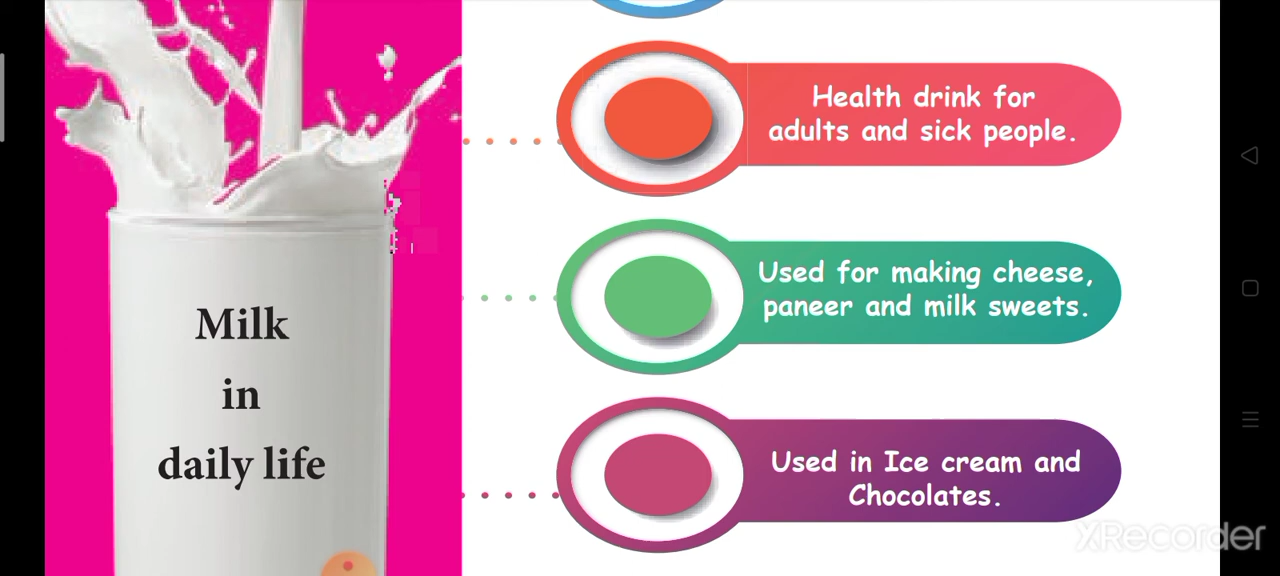 Milk
in
daily life
Health drink for
adults and sick people.
Used for making cheese,
paneer and milk sweets.
Used in Ice cream and
Chocolates.
XRecorder